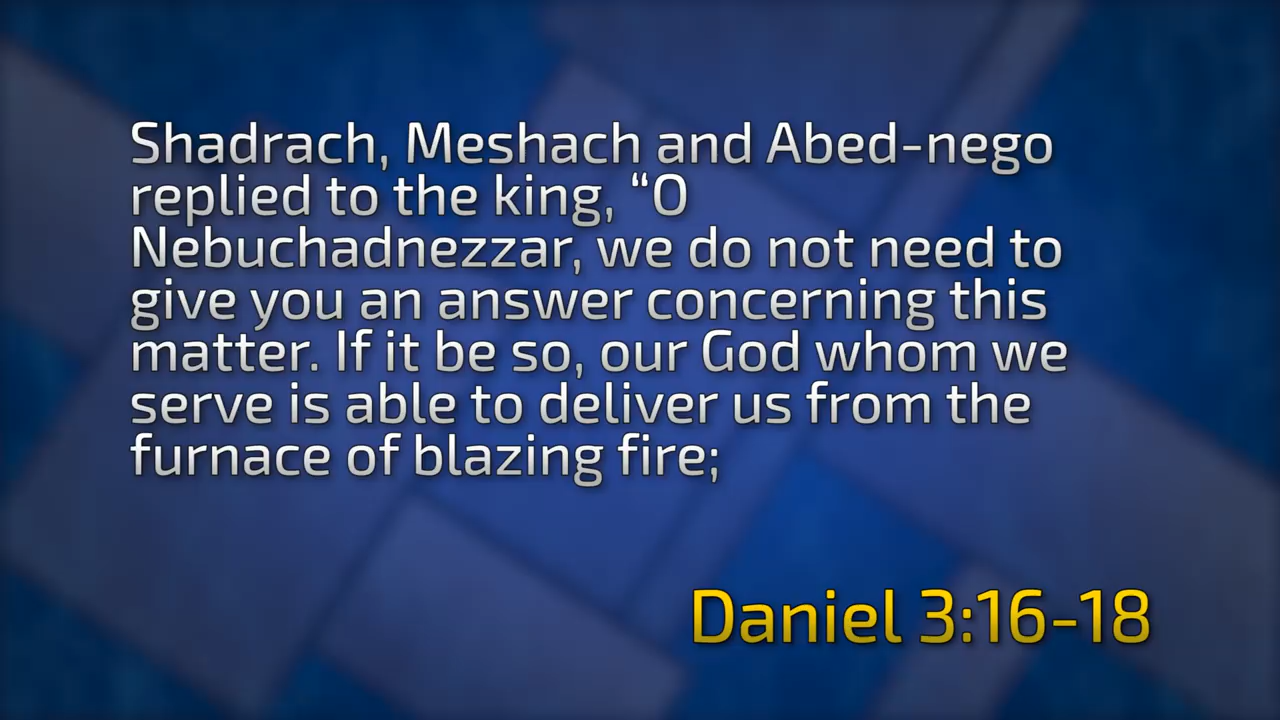 Shadrach, Meshach and Abed-nego
replied to the king, “O
Nebuchadnezzar, we do not need to
give you an answer concerning this
matter. If it be so, our God whom we
serve is able to deliver us from the
furnace of blazing fire;
Daniel 3:16-18